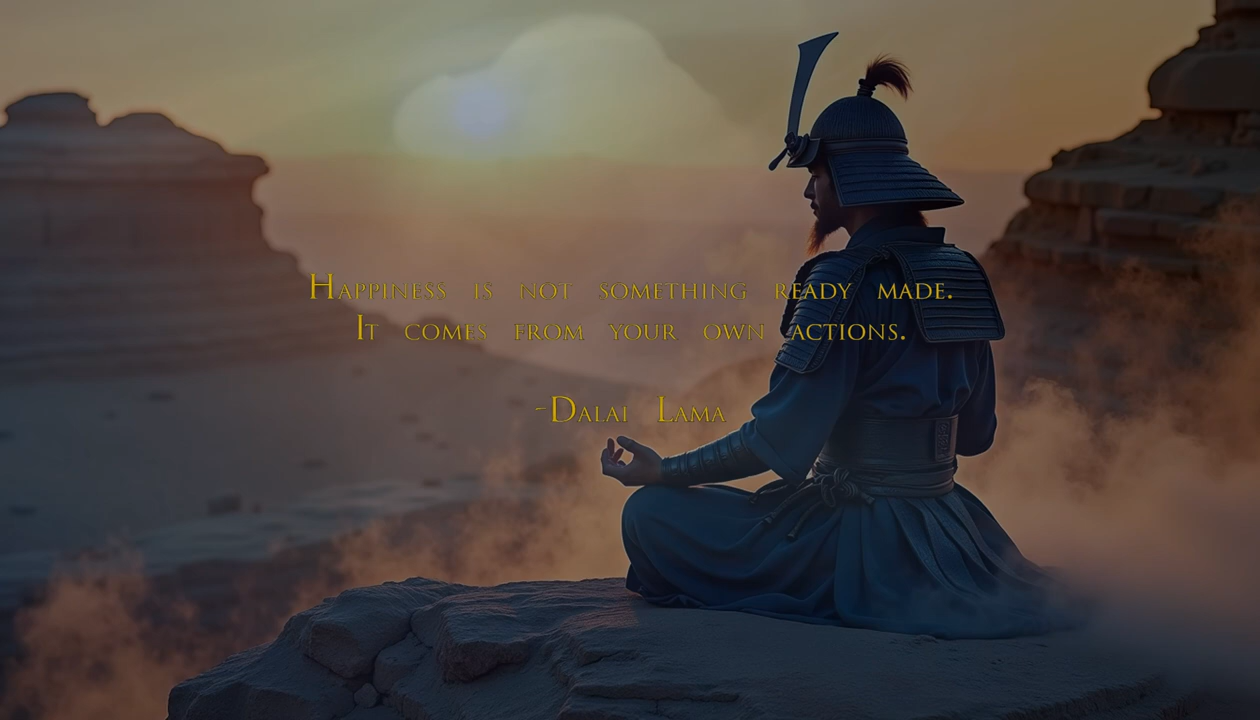 Happiness is not something ready made.
It comes from your own actions.
-Dalai Lama